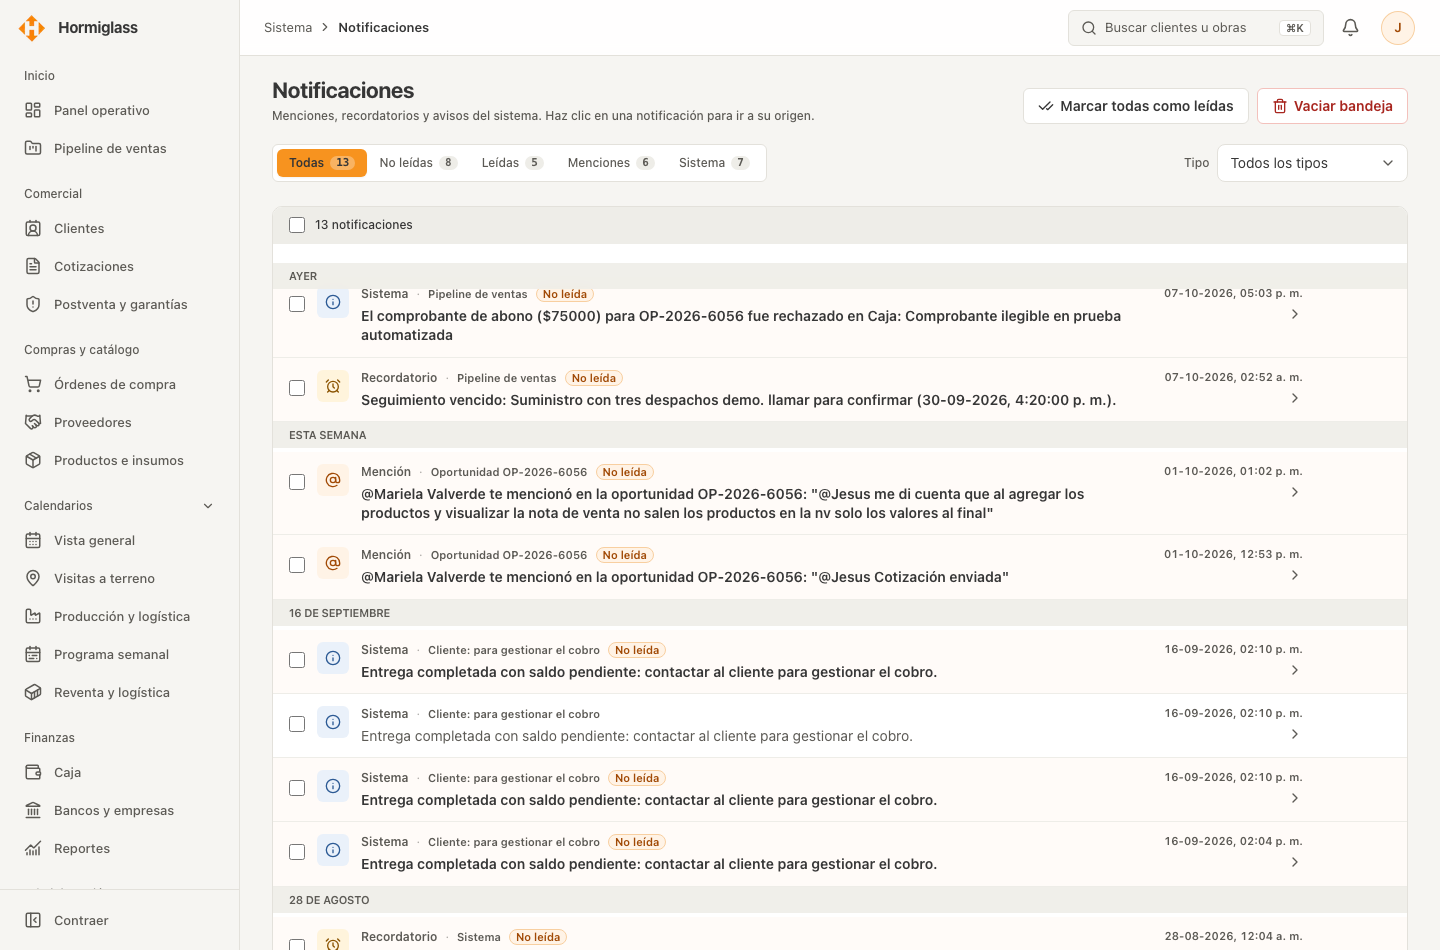 Hormiglass
Sistema > Notificaciones
Buscar clientes u obras ⌘K
J
Inicio
Panel operativo
Pipeline de ventas
Comercial
Clientes
Cotizaciones
Postventa y garantías
Compras y catálogo
Órdenes de compra
Proveedores
Productos e insumos
Calendarios
Vista general
Visitas a terreno
Producción y logística
Programa semanal
Reventa y logística
Finanzas
Caja
Bancos y empresas
Reportes
Contraer
Notificaciones
Menciones, recordatorios y avisos del sistema. Haz clic en una notificación para ir a su origen.
Marcar todas como leídas
Vaciar bandeja
Todas 13 No leídas 8 Leídas 5 Menciones 6 Sistema 7
Tipo Todos los tipos
13 notificaciones
AYER
Sistema · Pipeline de ventas No leída 07-10-2026, 05:03 p. m.
El comprobante de abono ($75000) para OP-2026-6056 fue rechazado en Caja: Comprobante ilegible en prueba
automatizada
Recordatorio · Pipeline de ventas No leída 07-10-2026, 02:52 a. m.
Seguimiento vencido: Suministro con tres despachos demo. llamar para confirmar (30-09-2026, 4:20:00 p. m.).
ESTA SEMANA
Mención · Oportunidad OP-2026-6056 No leída 01-10-2026, 01:02 p. m.
@Mariela Valverde te mencionó en la oportunidad OP-2026-6056: "@Jesus me di cuenta que al agregar los
productos y visualizar la nota de venta no salen los productos en la nv solo los valores al final"
Mención · Oportunidad OP-2026-6056 No leída 01-10-2026, 12:53 p. m.
@Mariela Valverde te mencionó en la oportunidad OP-2026-6056: "@Jesus Cotización enviada"
16 DE SEPTIEMBRE
Sistema · Cliente: para gestionar el cobro No leída 16-09-2026, 02:10 p. m.
Entrega completada con saldo pendiente: contactar al cliente para gestionar el cobro.
Sistema · Cliente: para gestionar el cobro 16-09-2026, 02:10 p. m.
Entrega completada con saldo pendiente: contactar al cliente para gestionar el cobro.
Sistema · Cliente: para gestionar el cobro No leída 16-09-2026, 02:10 p. m.
Entrega completada con saldo pendiente: contactar al cliente para gestionar el cobro.
Sistema · Cliente: para gestionar el cobro No leída 16-09-2026, 02:04 p. m.
Entrega completada con saldo pendiente: contactar al cliente para gestionar el cobro.
28 DE AGOSTO
Recordatorio · Sistema No leída 28-08-2026, 12:04 a. m.